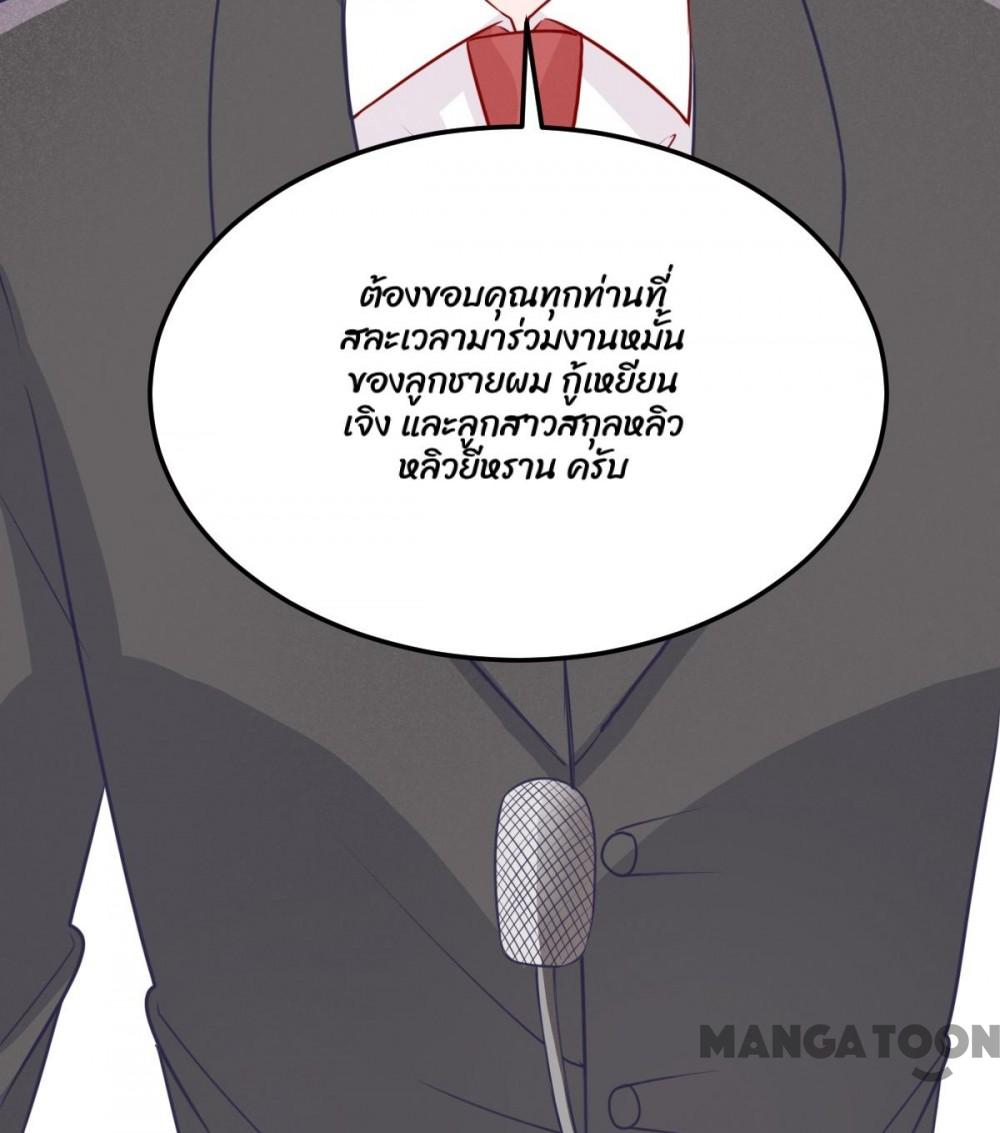 ต้องขอบคุณทุกท่านที่
สละเวลามาร่วมงานหมั้น
ของลูกชายผม กู้เหยียน
เจิง และลูกสาวสกุลหลิว
หลิวยีหราน ครับ
MANGATOON